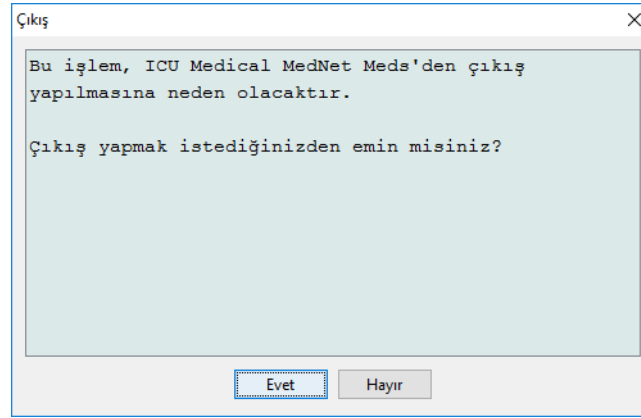 Çıkış
Bu işlem, ICU Medical MedNet Meds'den çıkış
yapılmasına neden olacaktır.
Çıkış yapmak istediğinizden emin misiniz?
Evet
Hayır